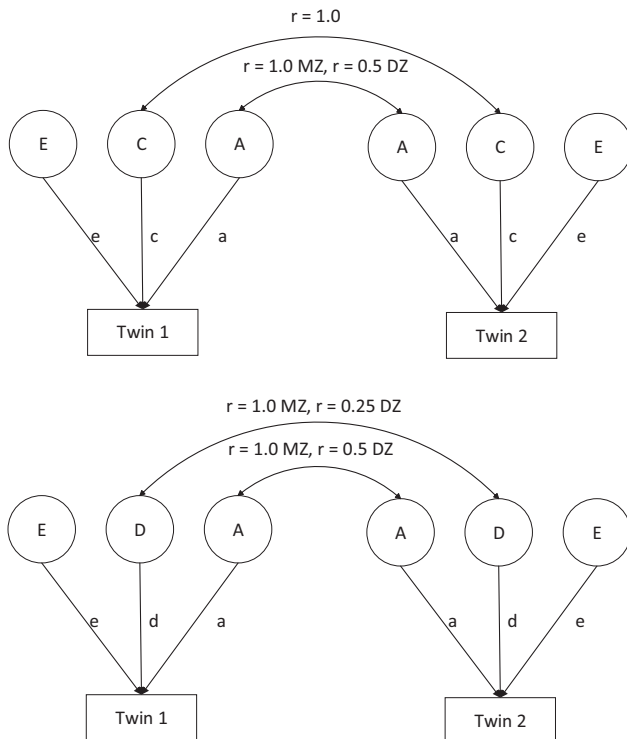 r = 1.0
r = 1.0 MZ, r = 0.5 DZ
E C A A C E
e c a a c e
Twin 1 Twin 2
r = 1.0 MZ, r = 0.25 DZ
r = 1.0 MZ, r = 0.5 DZ
E D A A D E
e d a a d e
Twin 1 Twin 2